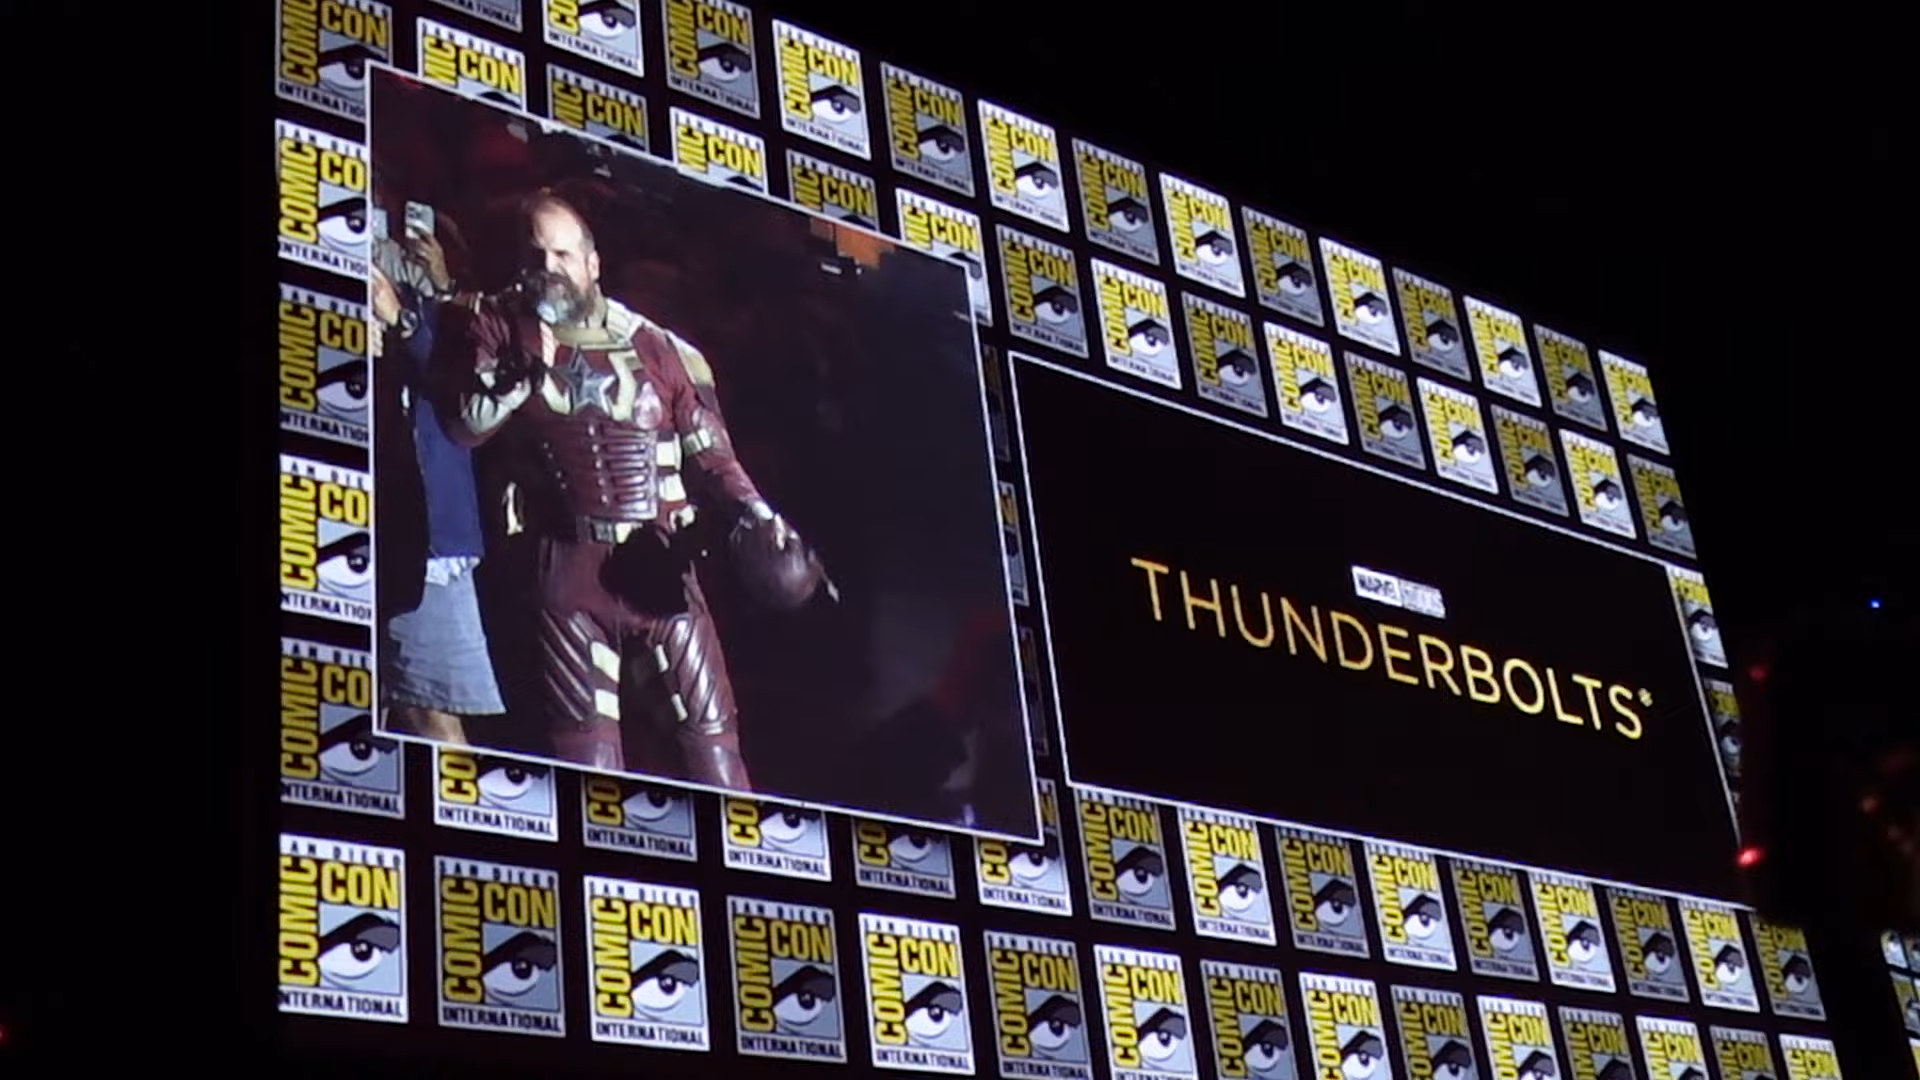 SAN DIEGO
COMIC CON
INTERNATIONAL
MARVEL STUDIOS
THUNDERBOLTS*